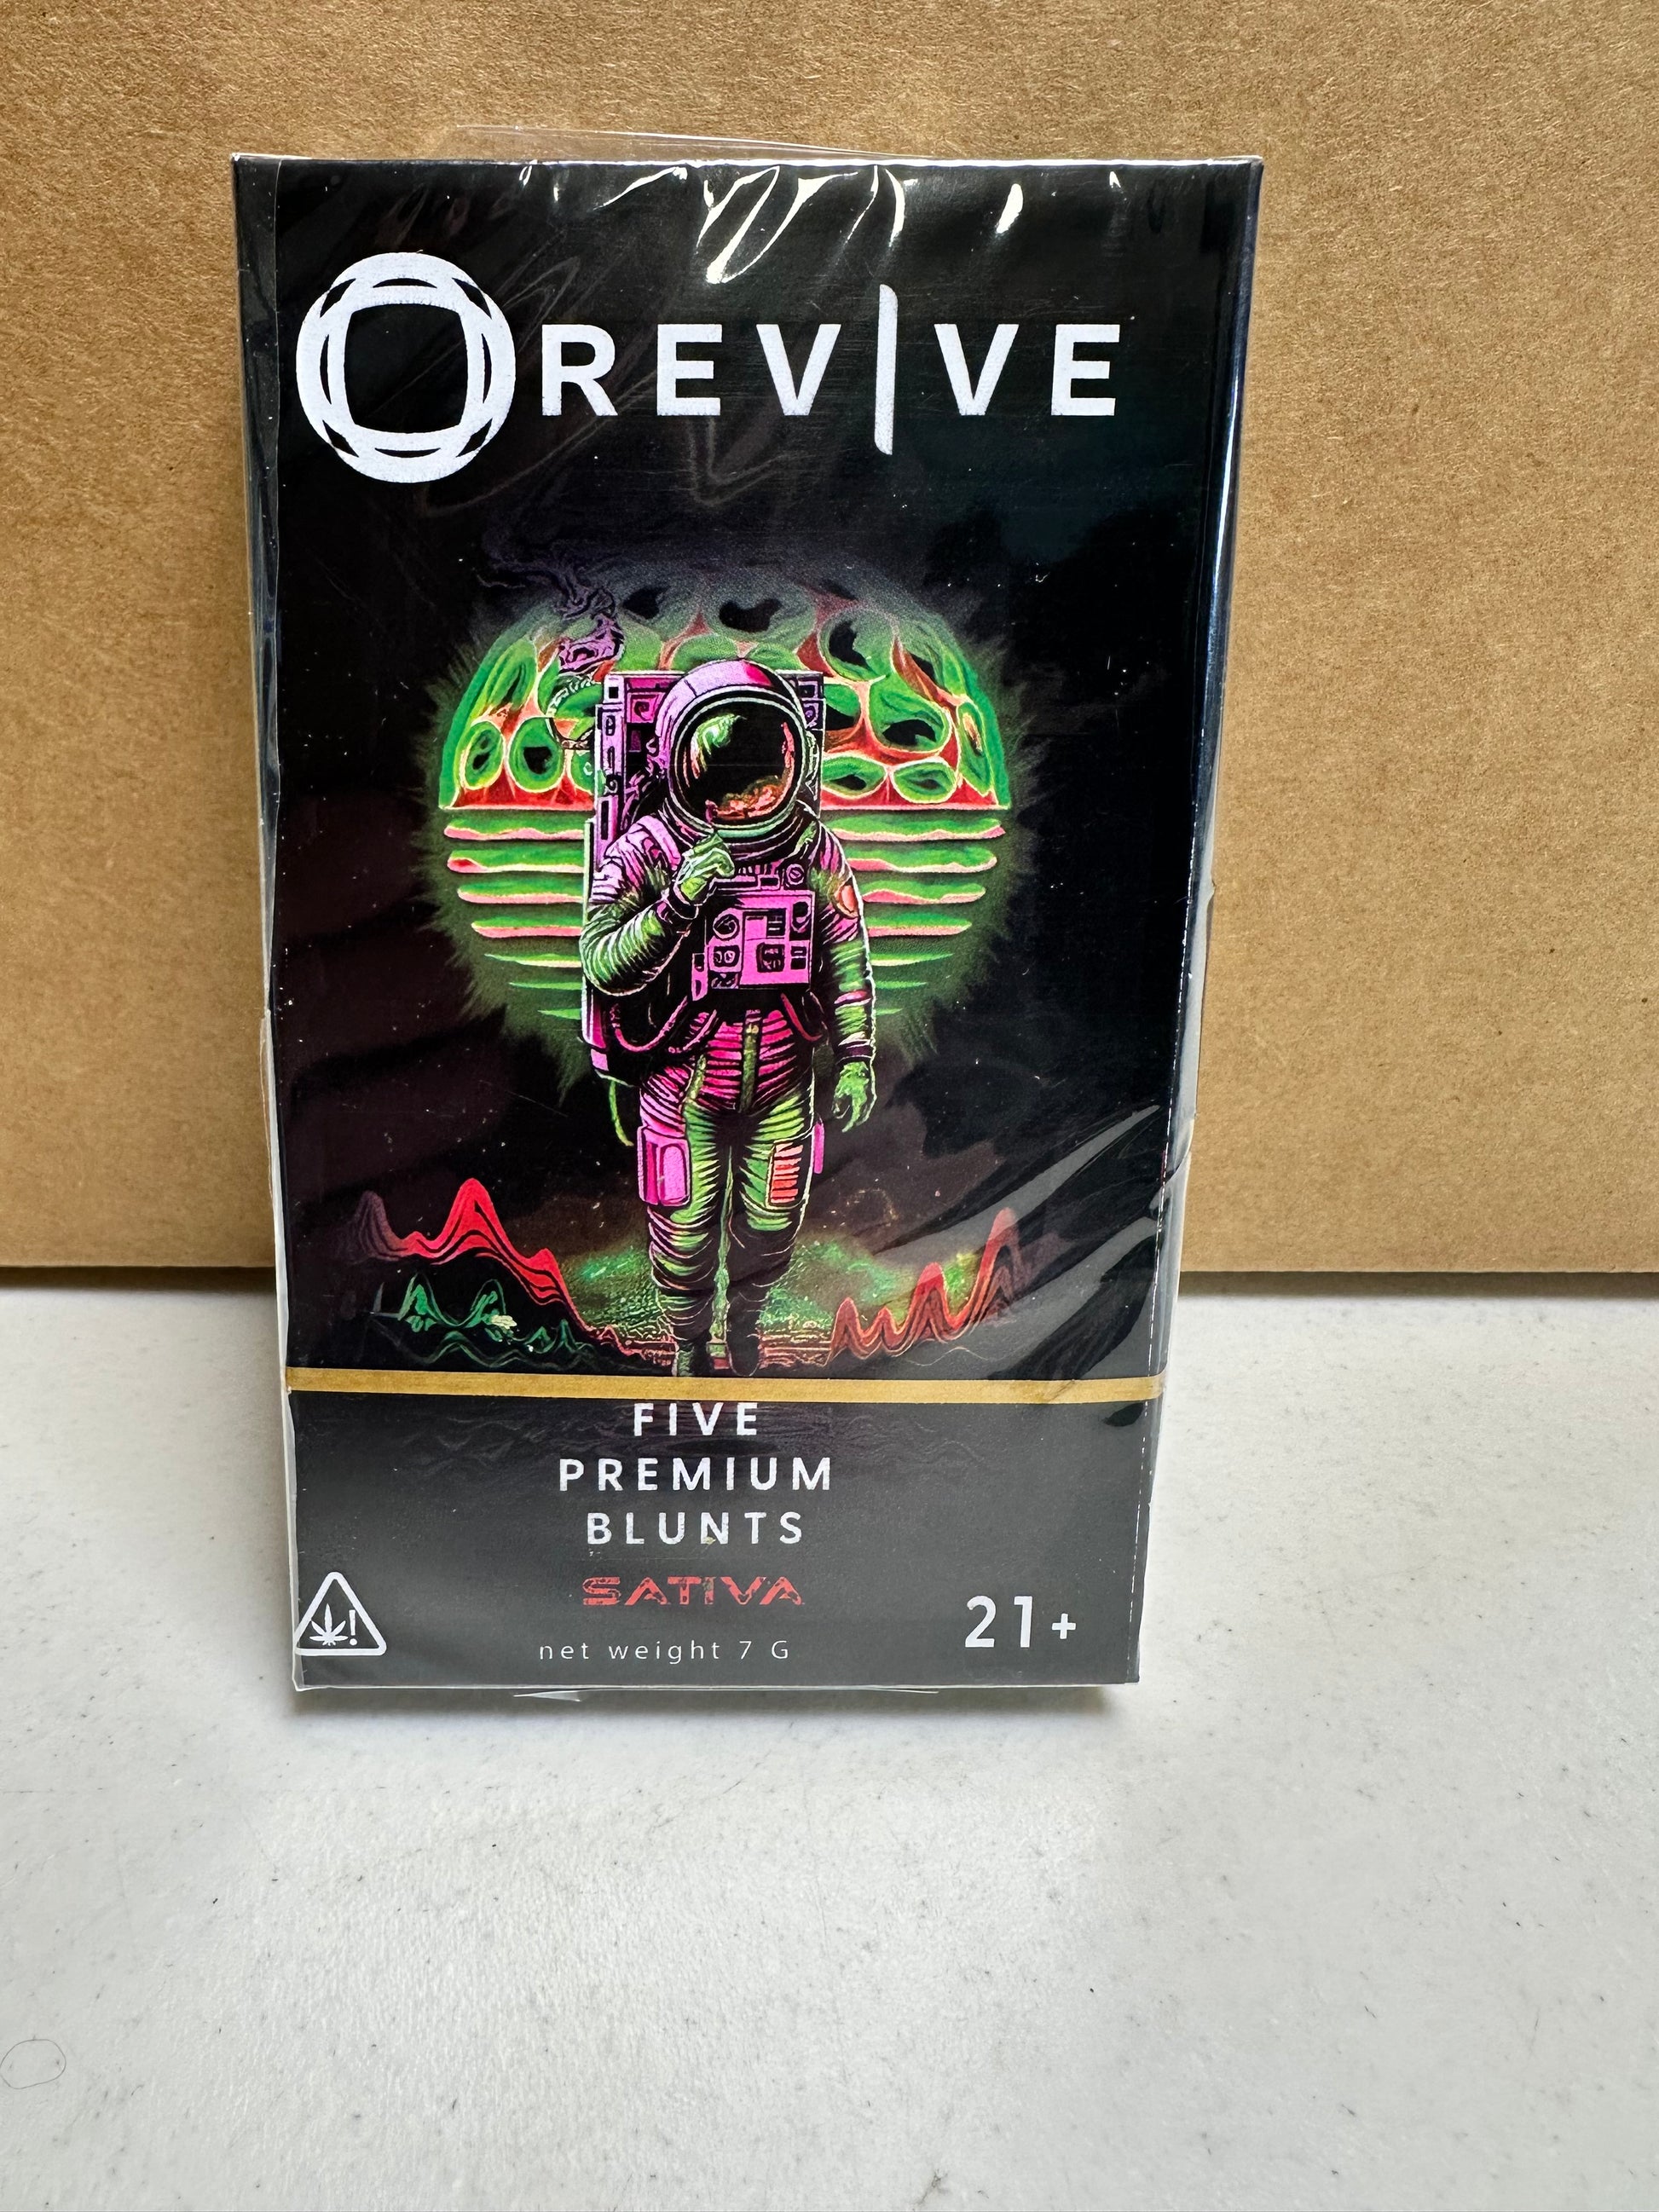 REVIVE
FIVE
PREMIUM
BLUNTS
SATIVA
net weight 7 G
21+
!